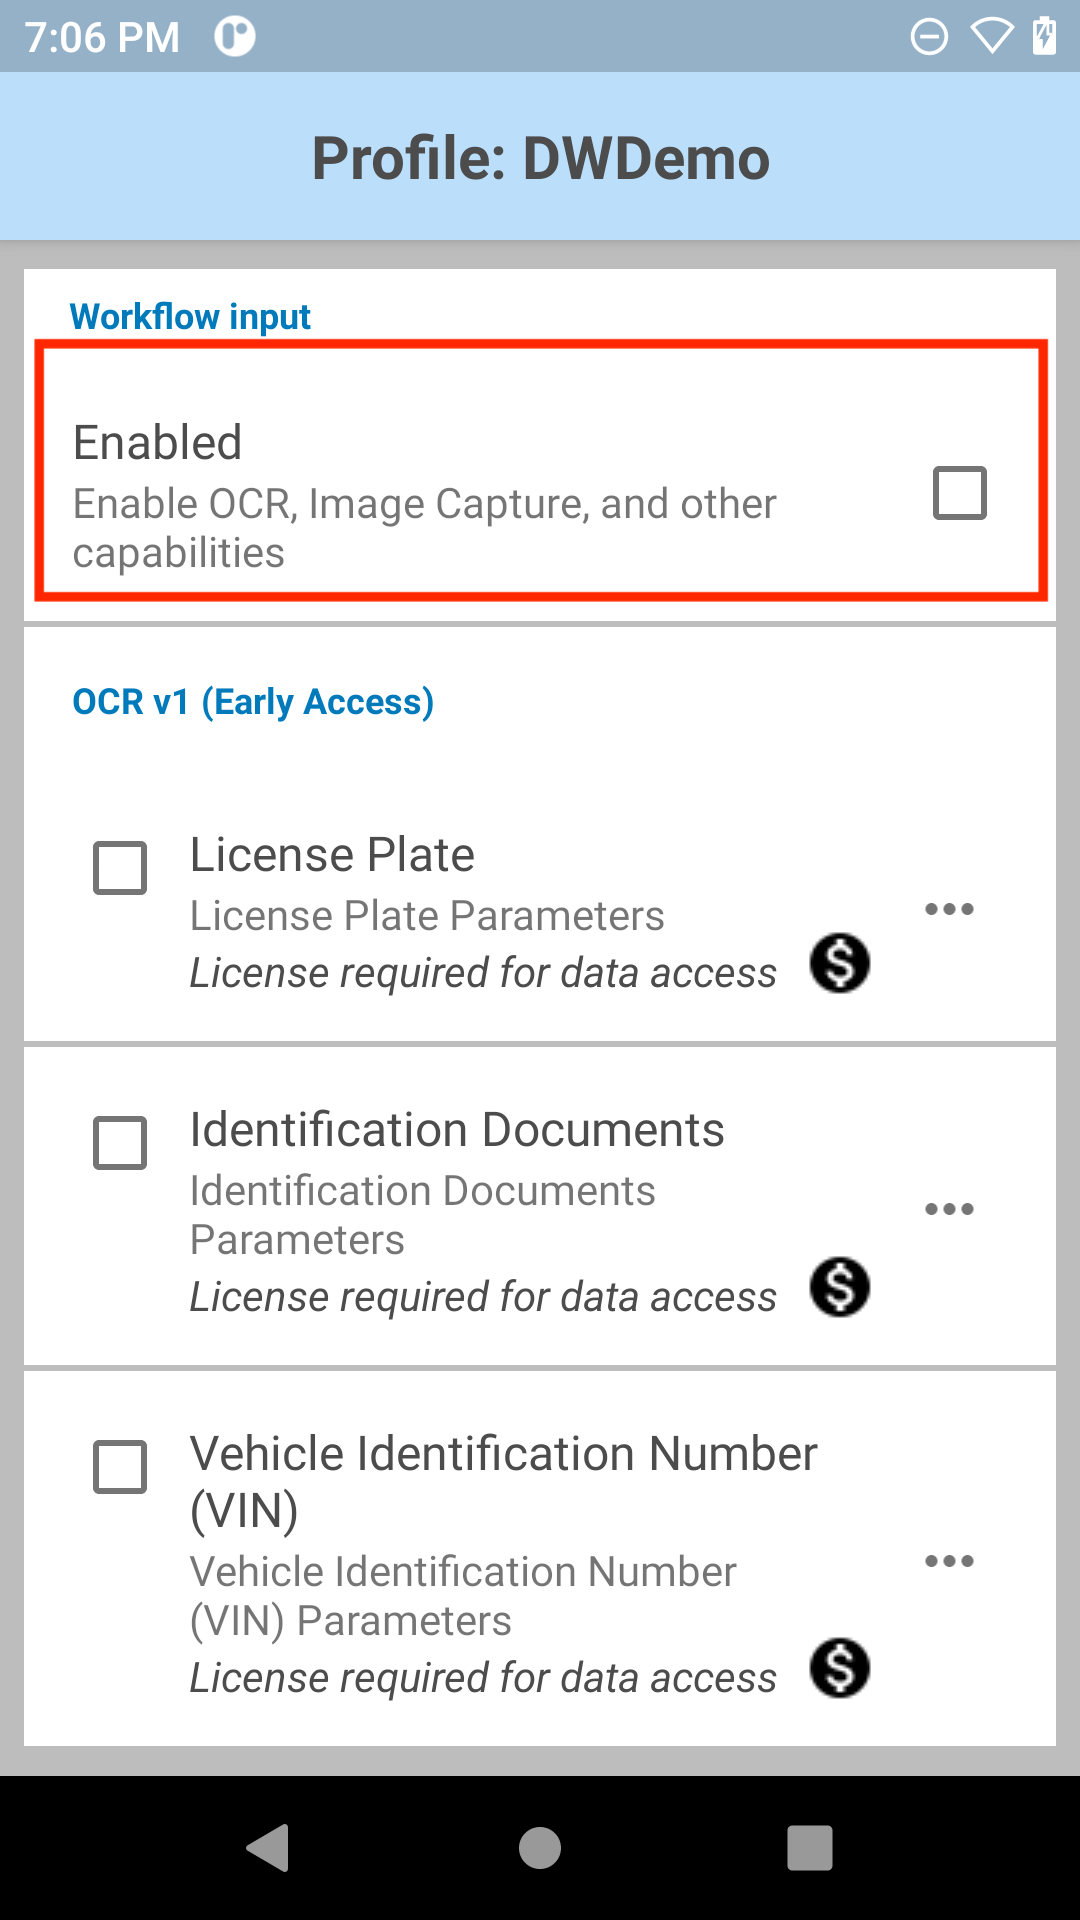 7:06 PM
Profile: DWDemo
Workflow input
Enabled
Enable OCR, Image Capture, and other
capabilities
OCR v1 (Early Access)
License Plate
License Plate Parameters
License required for data access
Identification Documents
Identification Documents
Parameters
License required for data access
Vehicle Identification Number
(VIN)
Vehicle Identification Number
(VIN) Parameters
License required for data access